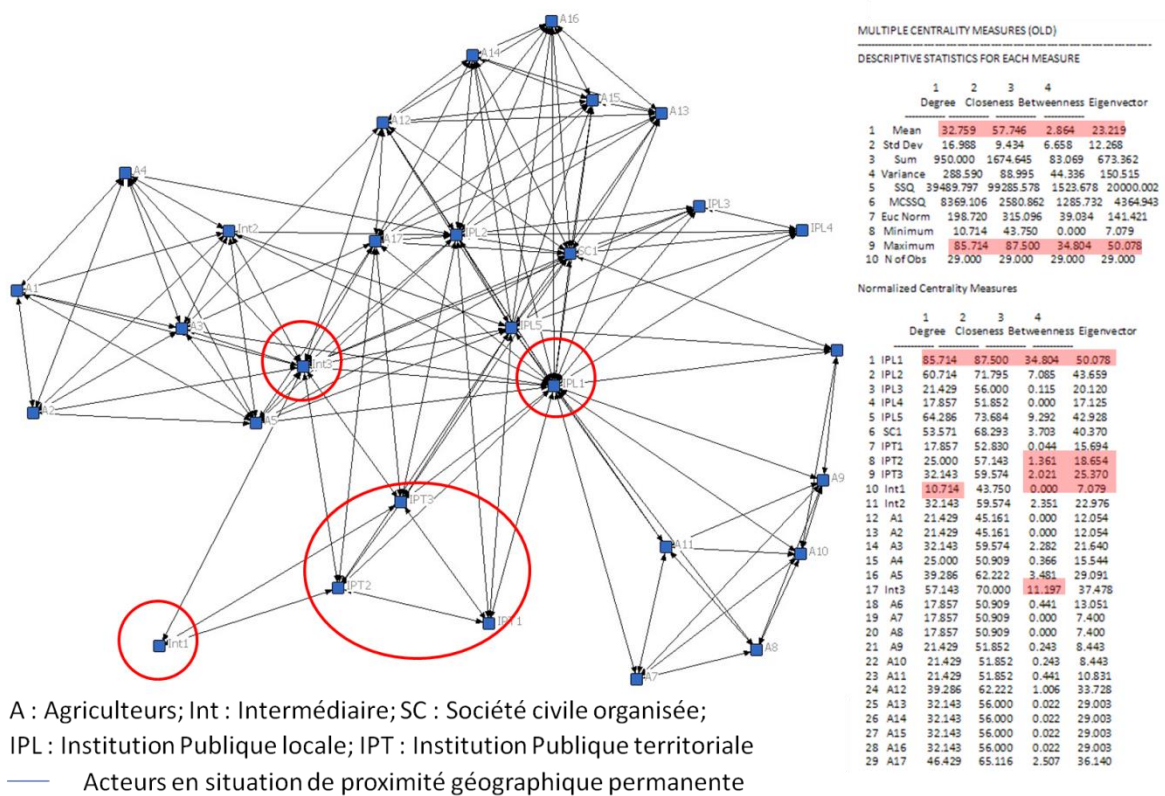 A16
A14
A15
A13
A12
A4
IPL3
IPL4
Int2
A17
IPL2
SC1
A1
A3
IPL5
Int3
IPL1
A2
A5
A9
IPT3
A11
A10
IPT2
IPT1
Int1
A8
A7
A : Agriculteurs; Int : Intermédiaire; SC : Société civile organisée;
IPL : Institution Publique locale; IPT : Institution Publique territoriale
Acteurs en situation de proximité géographique permanente
MULTIPLE CENTRALITY MEASURES (OLD)
DESCRIPTIVE STATISTICS FOR EACH MEASURE
1 2 3 4
Degree Closeness Betweenness Eigenvector
1 Mean 32.759 57.746 2.864 23.219
2 Std Dev 16.988 9.434 6.658 12.268
3 Sum 950.000 1674.645 83.069 673.362
4 Variance 288.590 88.995 44.336 150.515
5 SSQ 39489.797 99285.578 1523.678 20000.002
6 MCSSQ 8369.106 2580.862 1285.732 4364.943
7 Euc Norm 198.720 315.096 39.034 141.421
8 Minimum 10.714 43.750 0.000 7.079
9 Maximum 85.714 87.500 34.804 50.078
10 N of Obs 29.000 29.000 29.000 29.000
Normalized Centrality Measures
1 2 3 4
Degree Closeness Betweenness Eigenvector
1 IPL1 85.714 87.500 34.804 50.078
2 IPL2 60.714 71.795 7.085 43.659
3 IPL3 21.429 56.000 0.115 20.120
4 IPL4 17.857 51.852 0.000 17.125
5 IPL5 64.286 73.684 9.292 42.928
6 SC1 53.571 68.293 3.703 40.370
7 IPT1 17.857 52.830 0.044 15.694
8 IPT2 25.000 57.143 1.361 18.654
9 IPT3 32.143 59.574 2.021 25.370
10 Int1 10.714 43.750 0.000 7.079
11 Int2 32.143 59.574 2.351 22.976
12 A1 21.429 45.161 0.000 12.054
13 A2 21.429 45.161 0.000 12.054
14 A3 32.143 59.574 2.282 21.640
15 A4 25.000 50.909 0.366 15.544
16 A5 39.286 62.222 3.481 29.091
17 Int3 57.143 70.000 11.197 37.478
18 A6 17.857 50.909 0.441 13.051
19 A7 17.857 50.909 0.000 7.400
20 A8 17.857 50.909 0.000 7.400
21 A9 21.429 51.852 0.243 8.443
22 A10 21.429 51.852 0.243 8.443
23 A11 21.429 51.852 0.441 10.831
24 A12 39.286 62.222 1.006 33.728
25 A13 32.143 56.000 0.022 29.003
26 A14 32.143 56.000 0.022 29.003
27 A15 32.143 56.000 0.022 29.003
28 A16 32.143 56.000 0.022 29.003
29 A17 46.429 65.116 2.507 36.140